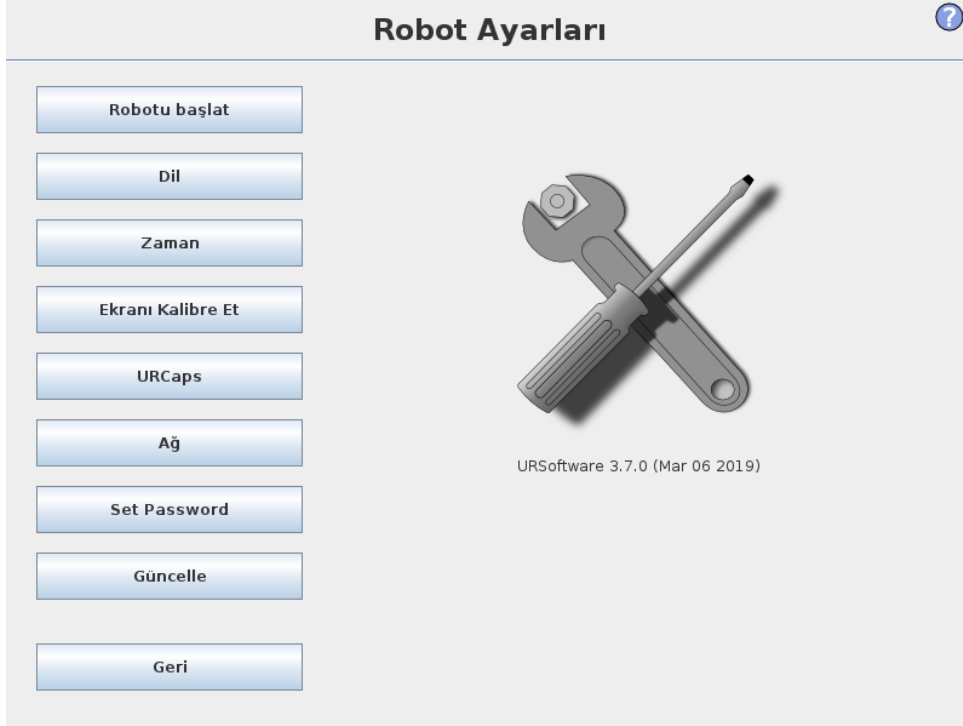 Robot Ayarları
?
Robotu başlat
Dil
Zaman
Ekranı Kalibre Et
URCaps
Ağ
Set Password
Güncelle
Geri
URSoftware 3.7.0 (Mar 06 2019)